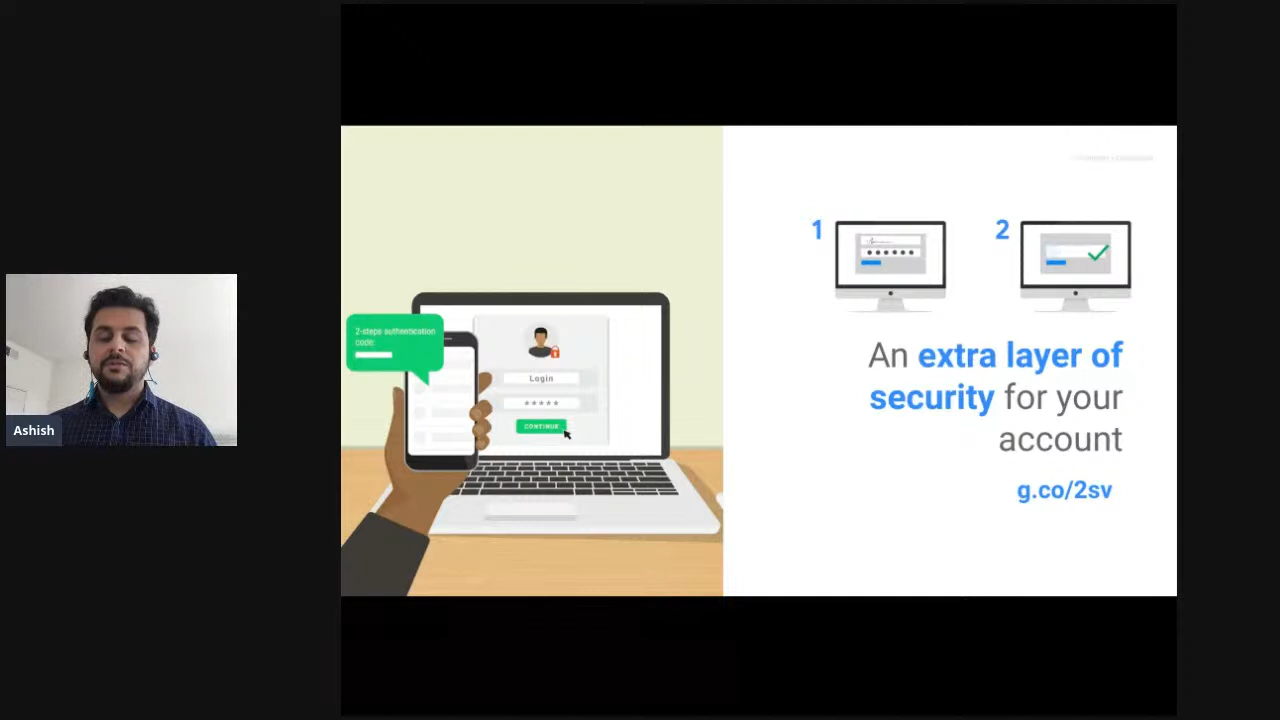 Ashish
2-steps authentication
code:
Login
*****
CONTINUE
1
2
An extra layer of
security for your
account
g.co/2sv